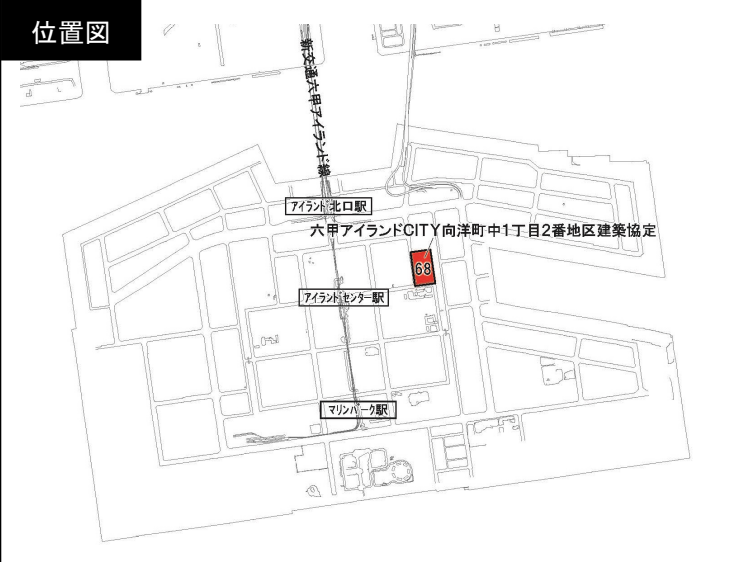 位置図
新交通六甲アイランド線
アイランド北口駅
六甲アイランドCITY向洋町中1丁目2番地区建築協定
68
アイランドセンター駅
マリンパーク駅